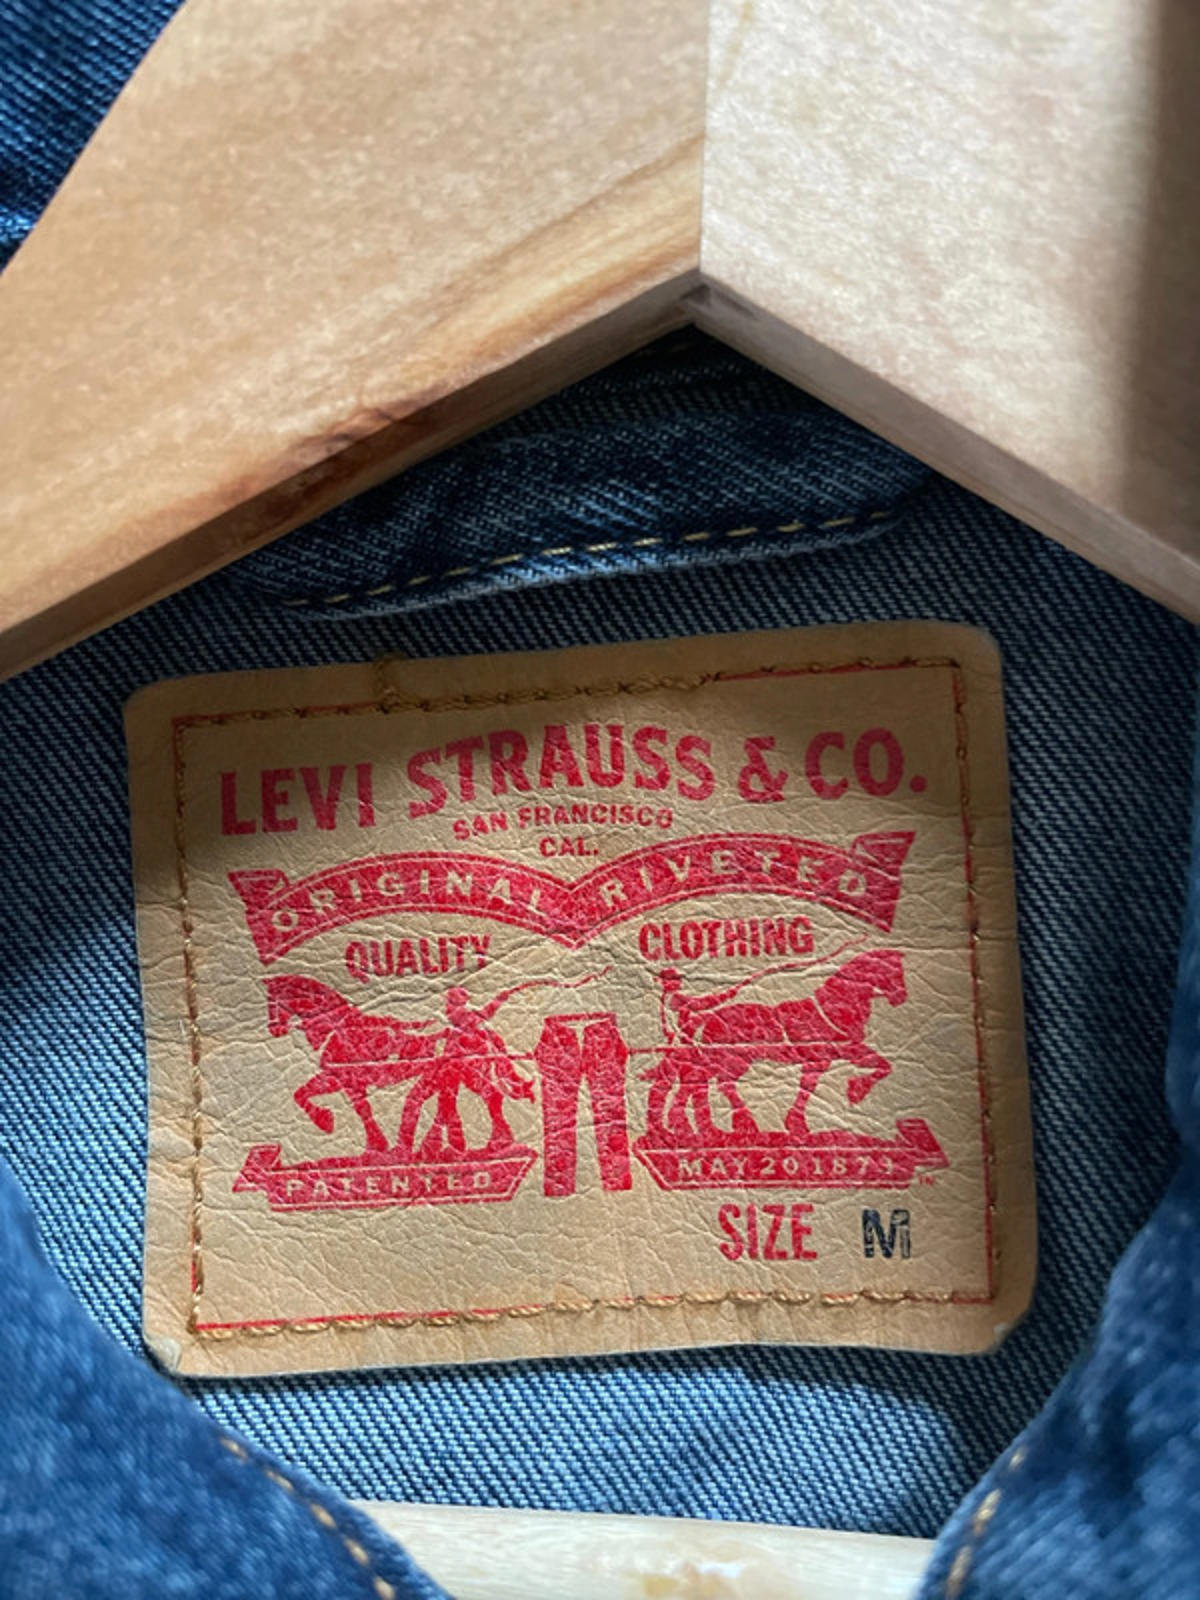 LEVI STRAUSS & CO.
SAN FRANCISCO
CAL.
ORIGINAL RIVETED
QUALITY CLOTHING
PATENTED MAY 20 1873
SIZE M